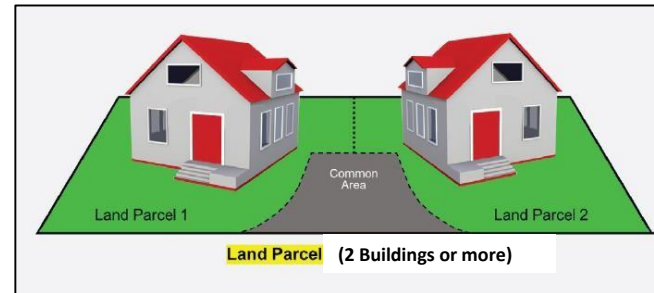 Common
Area
Land Parcel 1
Land Parcel 2
Land Parcel (2 Buildings or more)